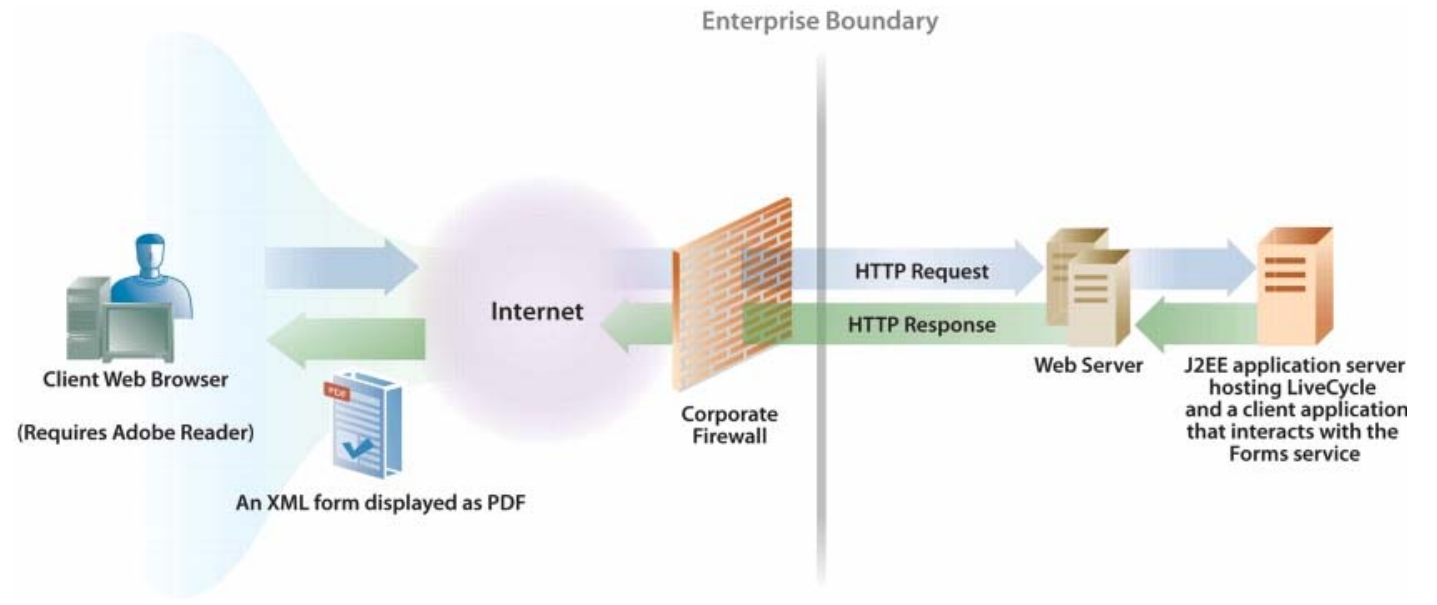 Enterprise Boundary
HTTP Request
Internet
HTTP Response
Client Web Browser
(Requires Adobe Reader)
PDF
An XML form displayed as PDF
Corporate
Firewall
Web Server
J2EE application server
hosting LiveCycle
and a client application
that interacts with the
Forms service